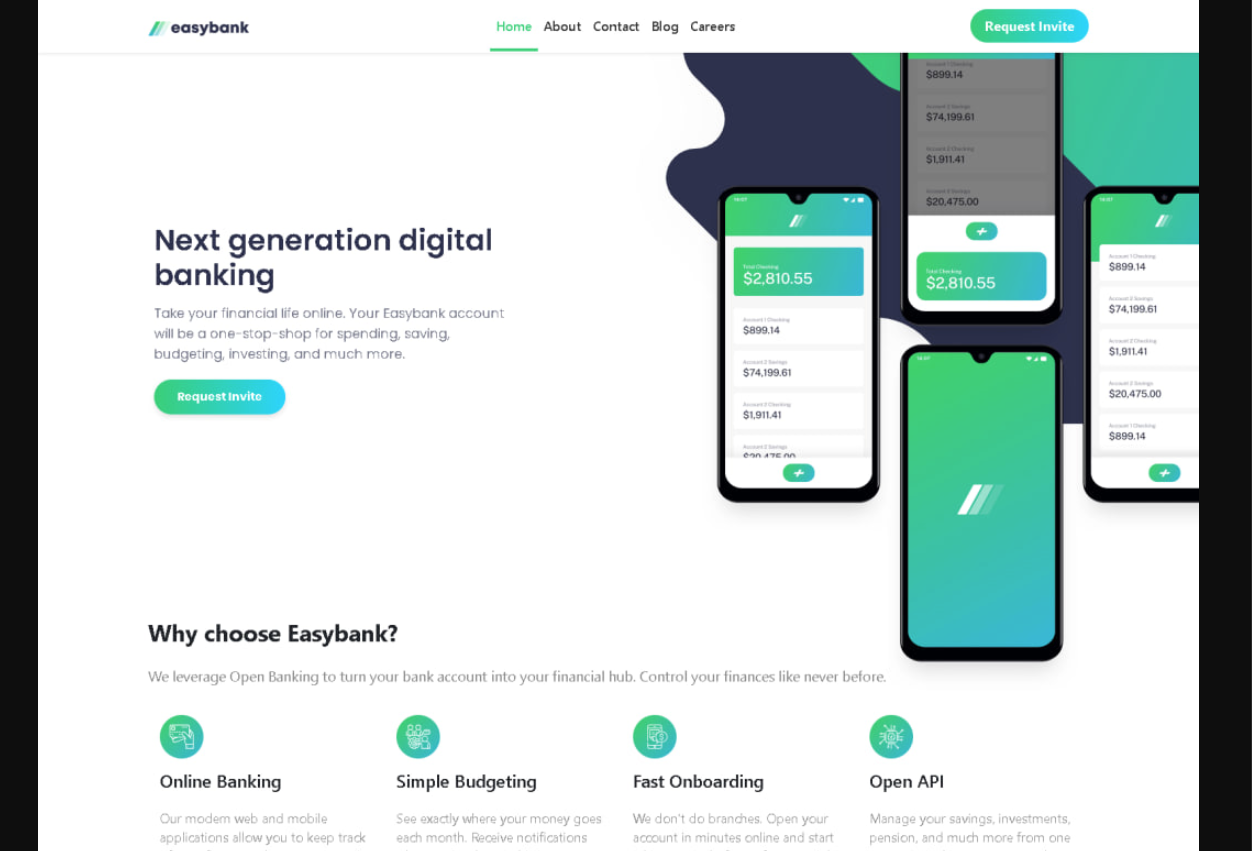 easybank
Home About Contact Blog Careers
Request Invite
Next generation digital
banking
Take your financial life online. Your Easybank account
will be a one-stop-shop for spending, saving,
budgeting, investing, and much more.
Request Invite
Account 1 Checking
$899.14
Account 2 Savings
$74,199.61
Account 2 Checking
$1,911.41
Account 2 Savings
$20,475.00
Total Checking
$2,810.55
Total Checking
$2,810.55
Account 1 Checking
$899.14
Account 2 Savings
$74,199.61
Account 2 Checking
$1,911.41
Account 2 Savings
$20,475.00
Account 1 Checking
$899.14
Account 2 Savings
$74,199.61
Account 2 Checking
$1,911.41
Account 2 Savings
$20,475.00
Account 1 Checking
$899.14
Why choose Easybank?
We leverage Open Banking to turn your bank account into your financial hub. Control your finances like never before.
Online Banking
Our modern web and mobile
applications allow you to keep track
Simple Budgeting
See exactly where your money goes
each month. Receive notifications
Fast Onboarding
We don't do branches. Open your
account in minutes online and start
Open API
Manage your savings, investments,
pension, and much more from one